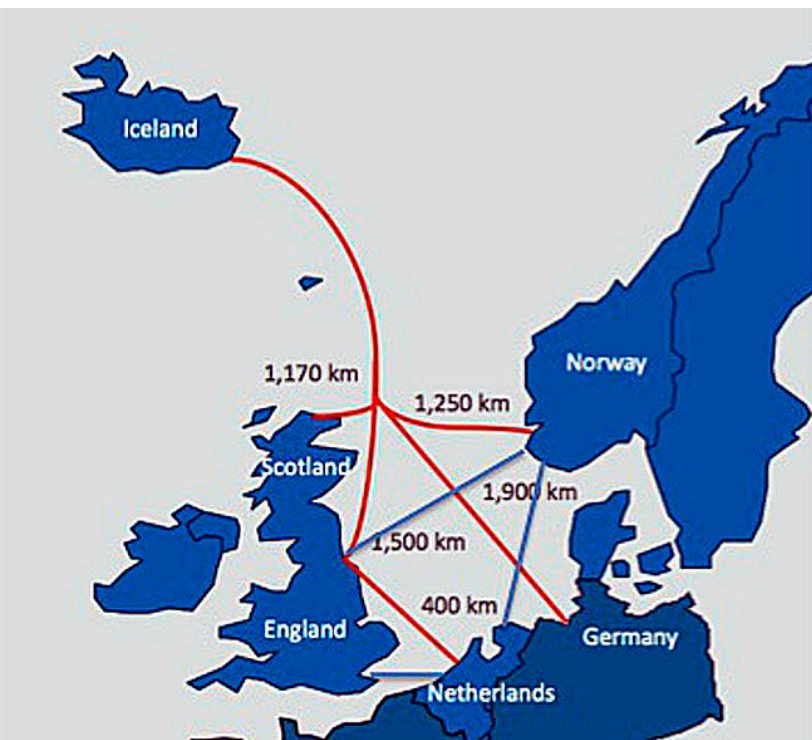 Iceland
1,170 km
Norway
1,250 km
Scotland
1,900 km
1,500 km
400 km
England
Germany
Netherlands